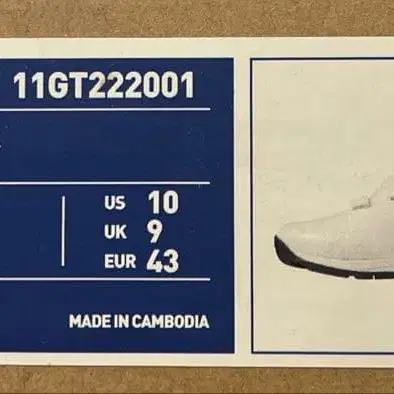 11GT222001
US 10
UK 9
EUR 43
MADE IN CAMBODIA